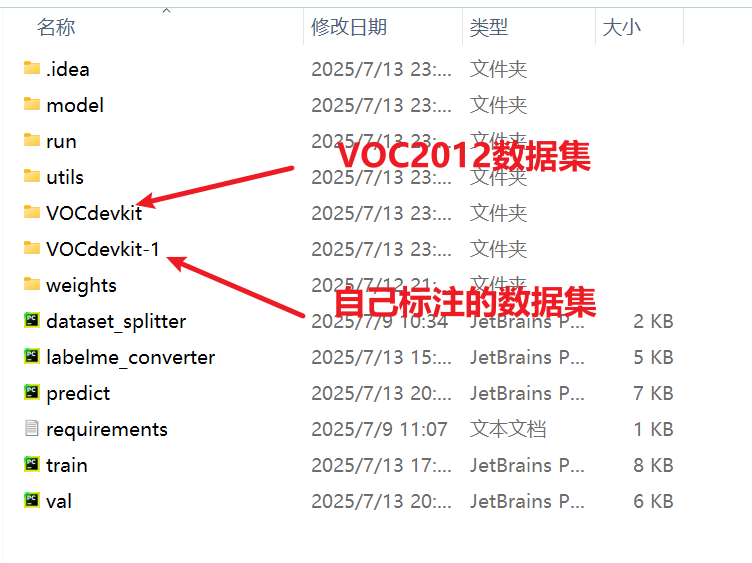 名称 修改日期 类型 大小
.idea 2025/7/13 23:... 文件夹
model 2025/7/13 23:... 文件夹
run 2025/7/13 23:... 文件夹
VOC2012数据集
utils 2025/7/13 23:... 文件夹
VOCdevkit 2025/7/13 23:... 文件夹
VOCdevkit-1 2025/7/13 23:... 文件夹
weights 2025/7/12 21:... 文件夹
自己标注的数据集
dataset_splitter 2025/7/9 10:34 JetBrains P... 2 KB
labelme_converter 2025/7/13 15:... JetBrains P... 5 KB
predict 2025/7/13 20:... JetBrains P... 7 KB
requirements 2025/7/9 11:07 文本文档 1 KB
train 2025/7/13 17:... JetBrains P... 8 KB
val 2025/7/13 20:... JetBrains P... 6 KB